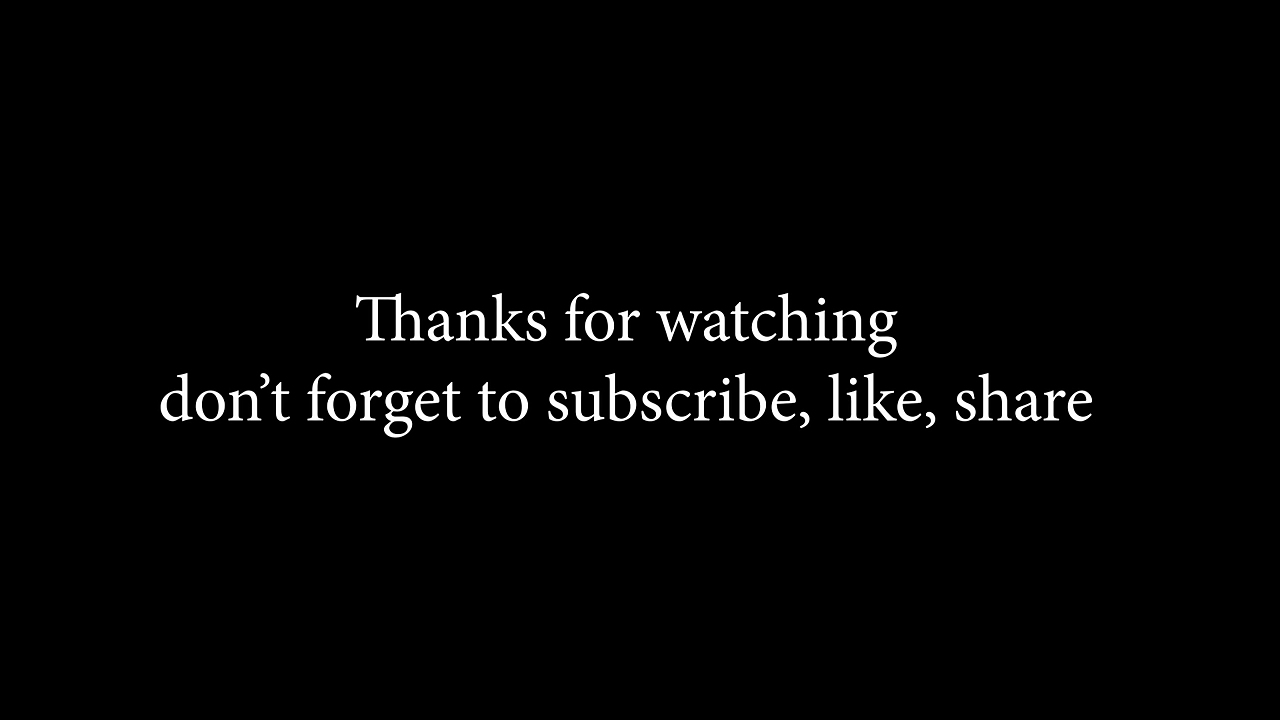 Thanks for watching
don’t forget to subscribe, like, share